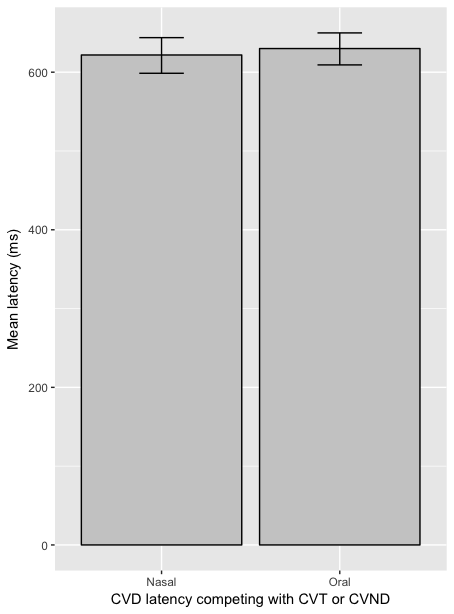 Mean latency (ms)
600
400
200
0
Nasal
Oral
CVD latency competing with CVT or CVND